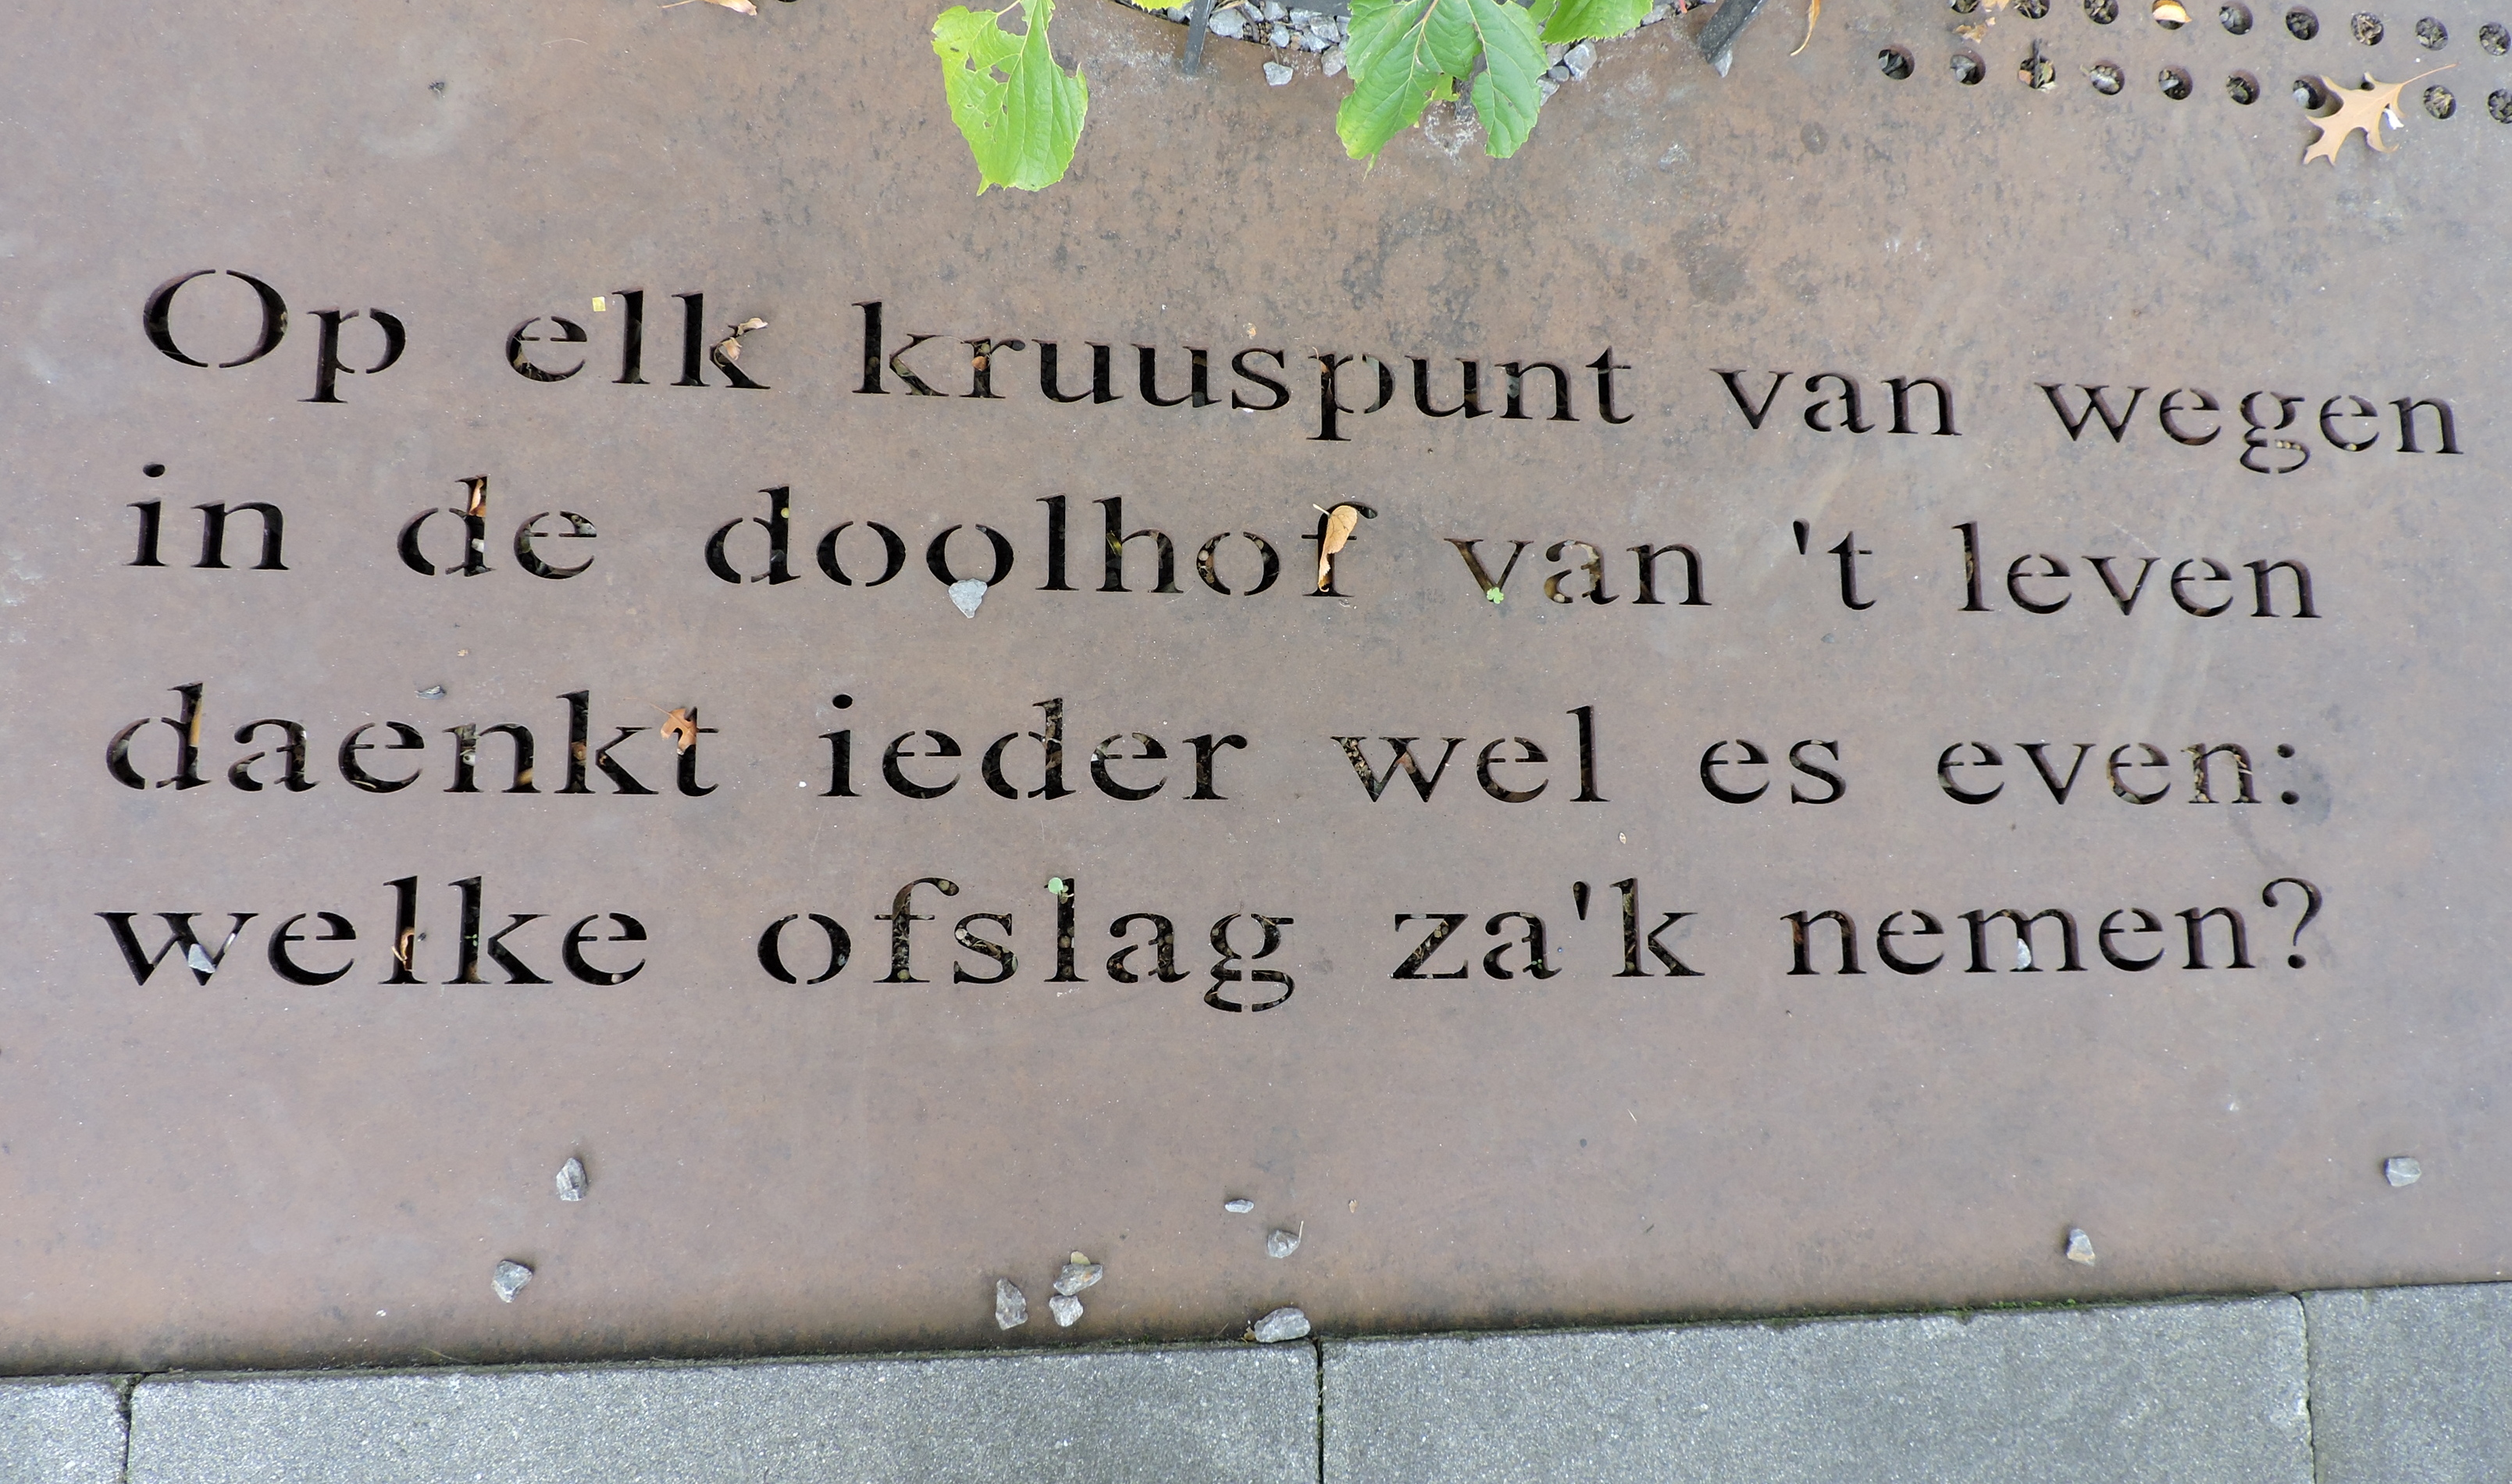 Op elk kruuspunt van wegen
in de doolhof van 't leven
daenkt ieder wel es even:
welke ofslag za'k nemen?